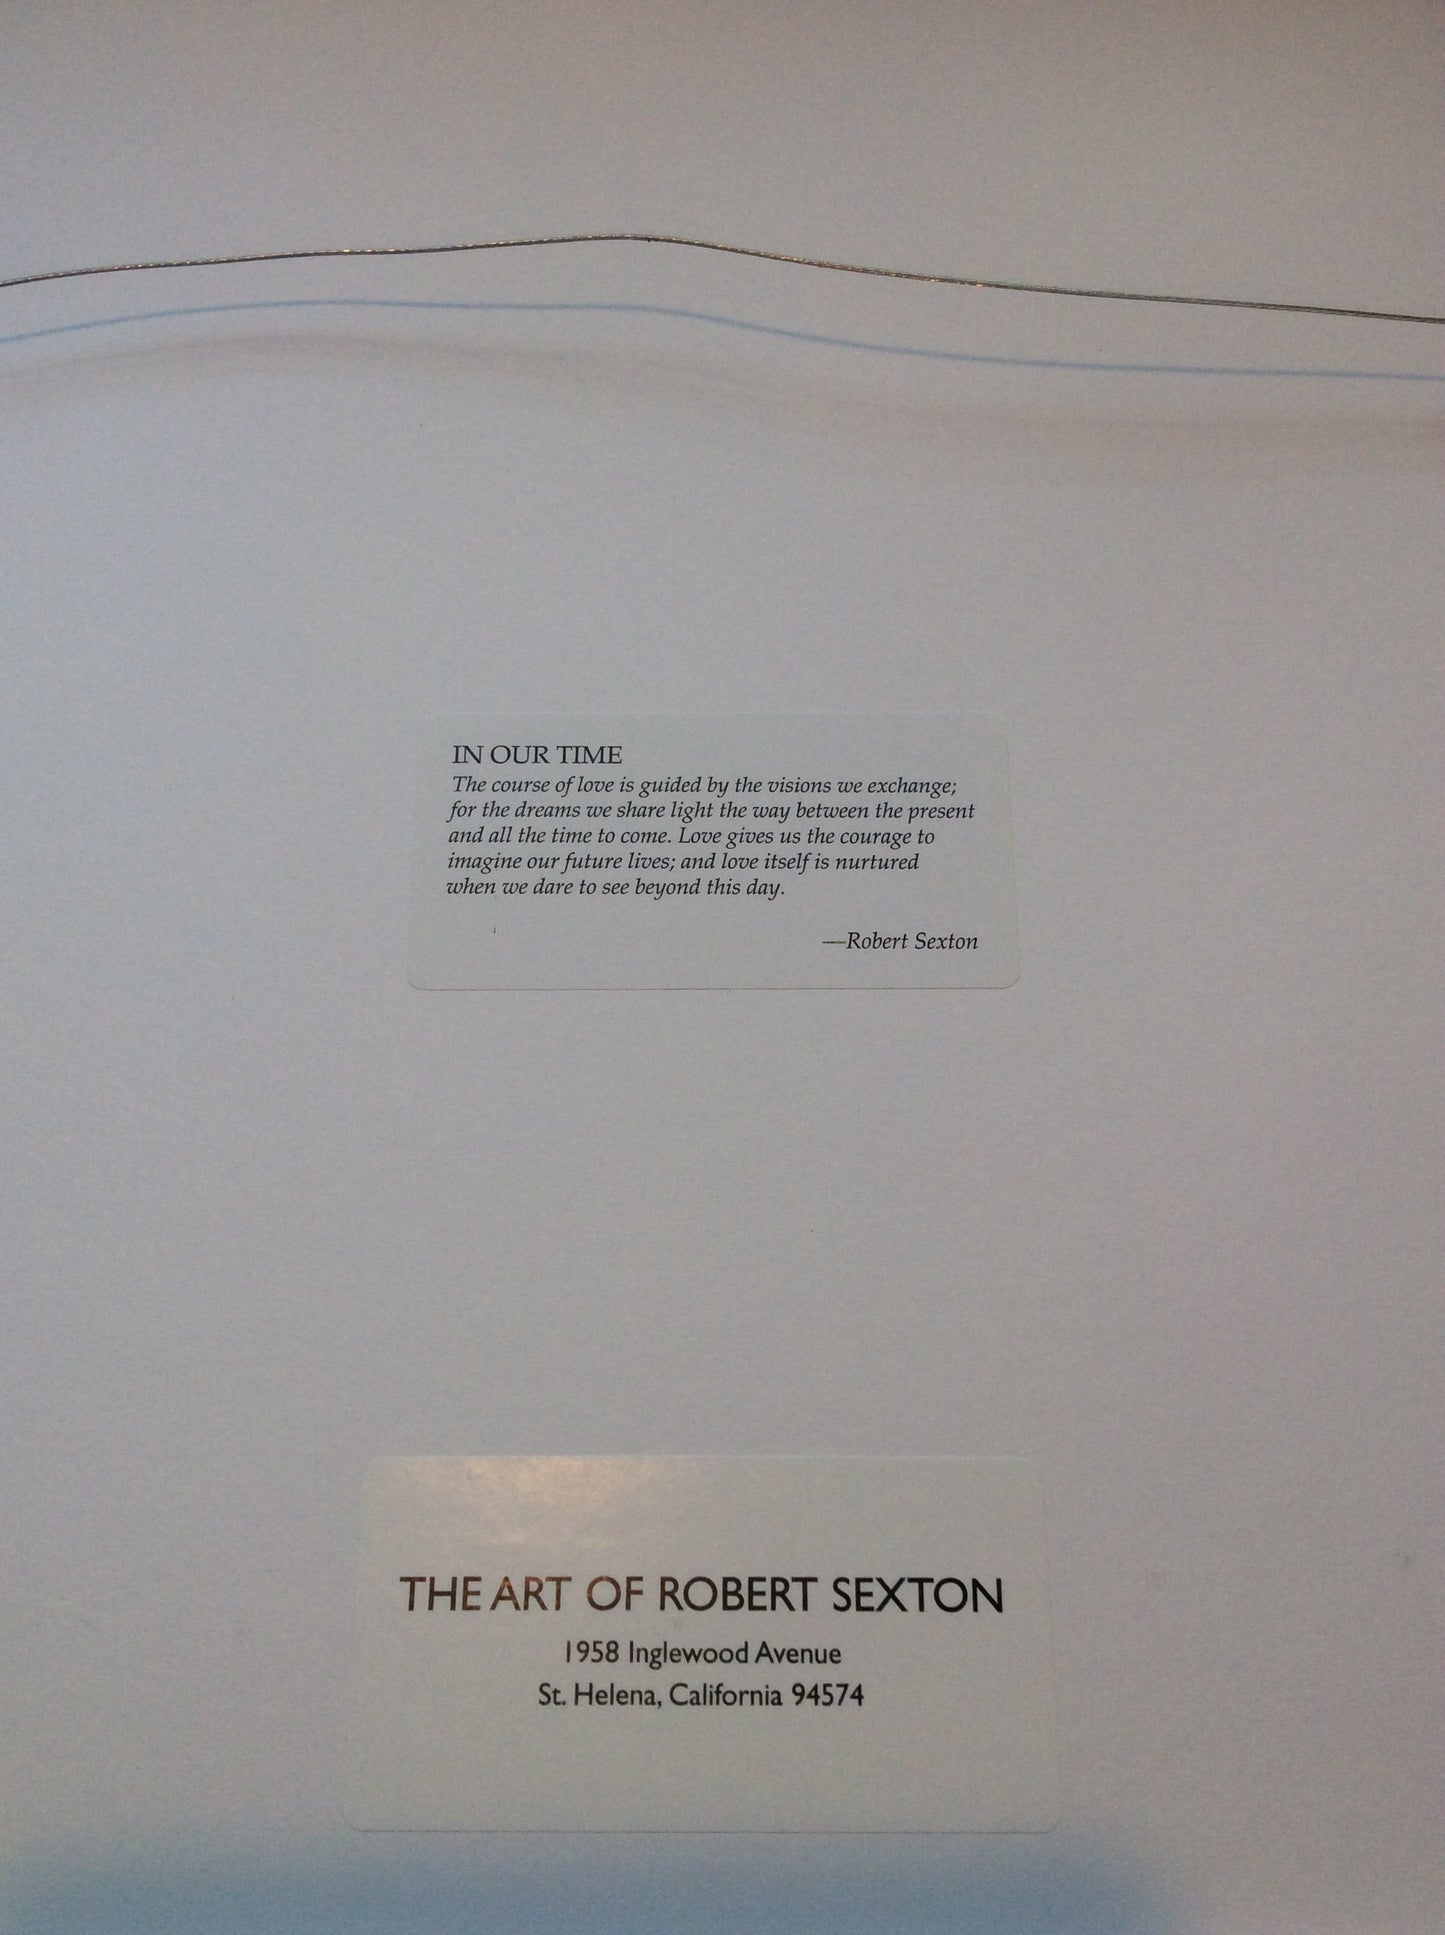 IN OUR TIME
The course of love is guided by the visions we exchange;
for the dreams we share light the way between the present
and all the time to come. Love gives us the courage to
imagine our future lives; and love itself is nurtured
when we dare to see beyond this day.
—Robert Sexton
THE ART OF ROBERT SEXTON
1958 Inglewood Avenue
St. Helena, California 94574